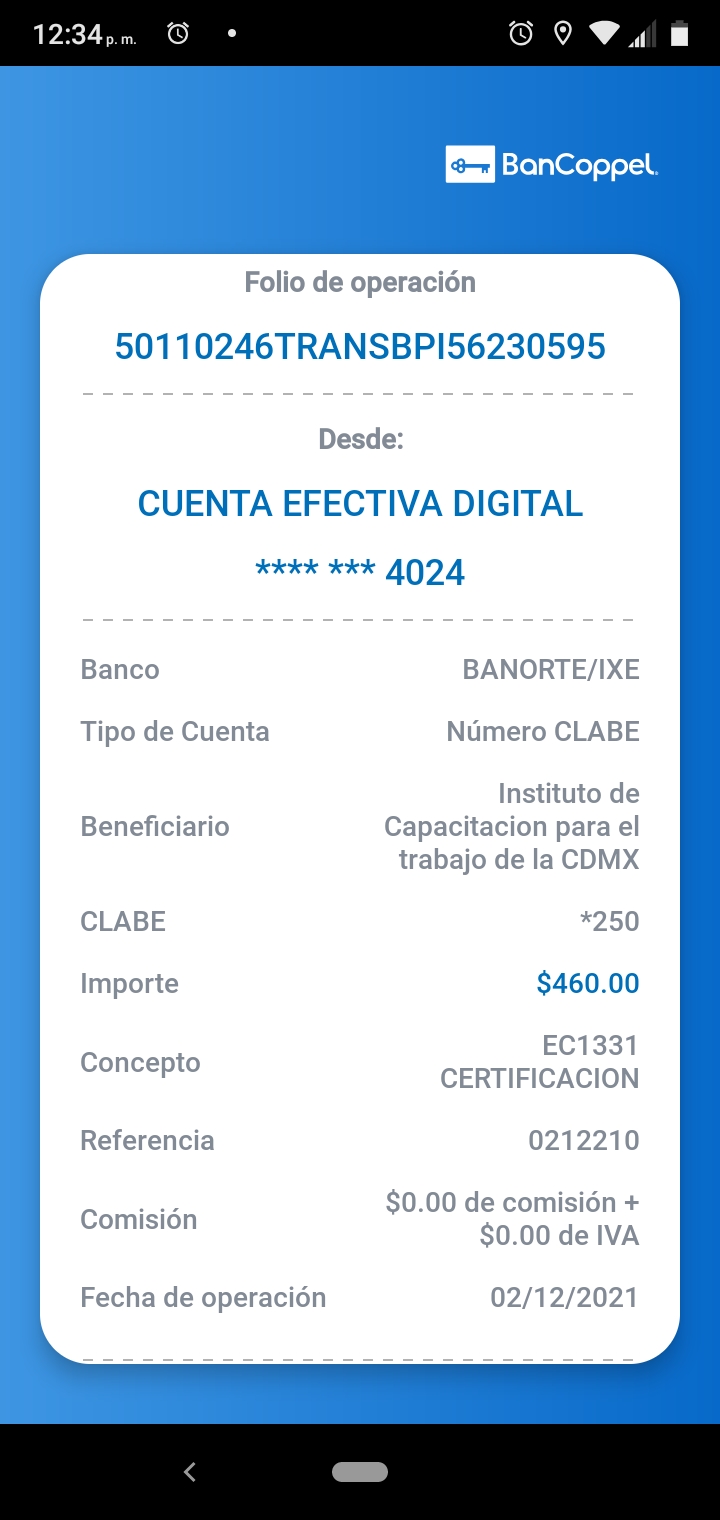 12:34 p. m.
BanCoppel
Folio de operación
50110246TRANSBPI56230595
Desde:
CUENTA EFECTIVA DIGITAL
**** *** 4024
Banco BANORTE/IXE
Tipo de Cuenta Número CLABE
Beneficiario Instituto de
Capacitacion para el
trabajo de la CDMX
CLABE *250
Importe $460.00
Concepto EC1331
CERTIFICACION
Referencia 0212210
Comisión $0.00 de comisión +
$0.00 de IVA
Fecha de operación 02/12/2021